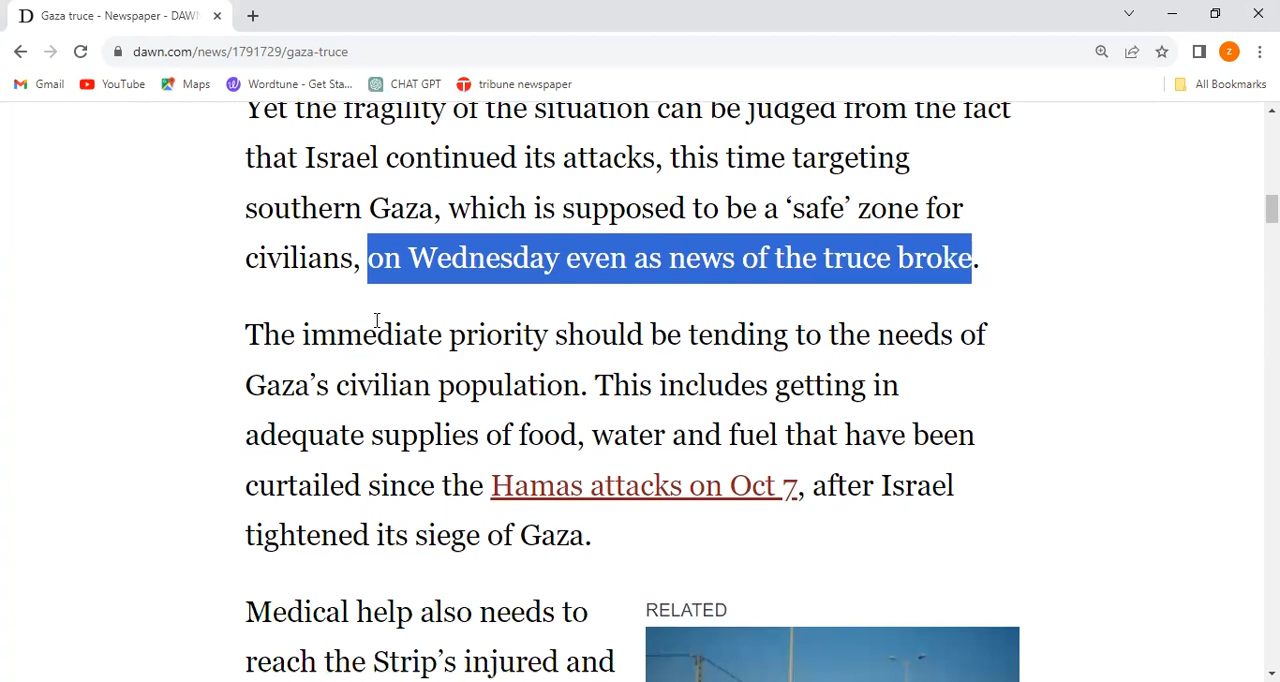 Gaza truce - Newspaper - DAWN
dawn.com/news/1791729/gaza-truce
Z
Gmail YouTube Maps Wordtune - Get Sta... CHAT GPT tribune newspaper All Bookmarks
Yet the fragility of the situation can be judged from the fact
that Israel continued its attacks, this time targeting
southern Gaza, which is supposed to be a ‘safe’ zone for
civilians, on Wednesday even as news of the truce broke.
The immediate priority should be tending to the needs of
Gaza’s civilian population. This includes getting in
adequate supplies of food, water and fuel that have been
curtailed since the Hamas attacks on Oct 7, after Israel
tightened its siege of Gaza.
Medical help also needs to
reach the Strip’s injured and
RELATED